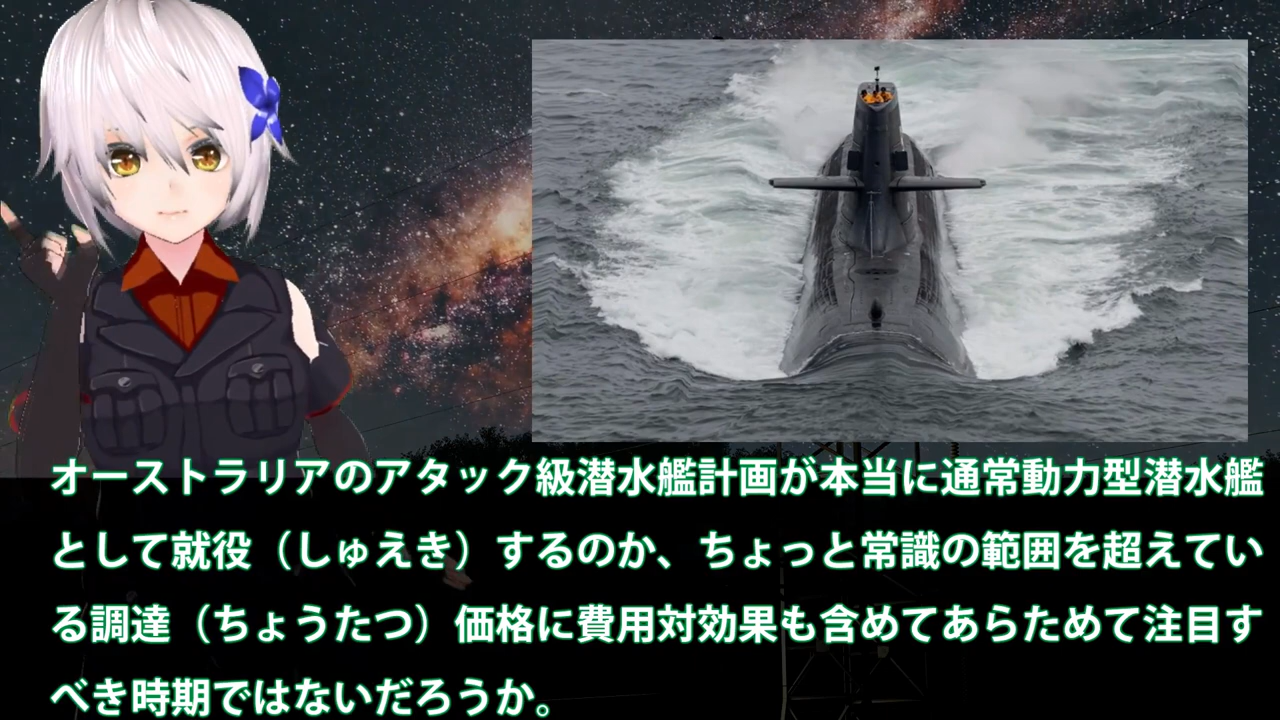 オーストラリアのアタック級潜水艦計画が本当に通常動力型潜水艦
として就役（しゅえき）するのか、ちょっと常識の範囲を超えてい
る調達（ちょうたつ）価格に費用対効果も含めてあらためて注目す
べき時期ではないだろうか。